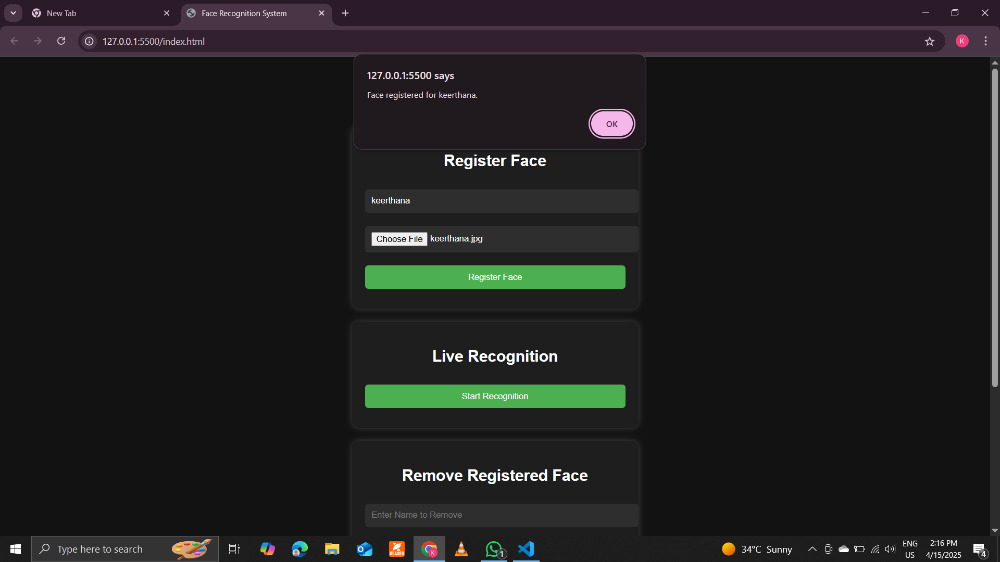 New Tab
Face Recognition System
127.0.0.1:5500/index.html
K
127.0.0.1:5500 says
Face registered for keerthana.
OK
Register Face
keerthana
Choose File keerthana.jpg
Register Face
Live Recognition
Start Recognition
Remove Registered Face
Enter Name to Remove
Type here to search
READER
K
1
34°C Sunny
ENG
US
2:16 PM
4/15/2025
4